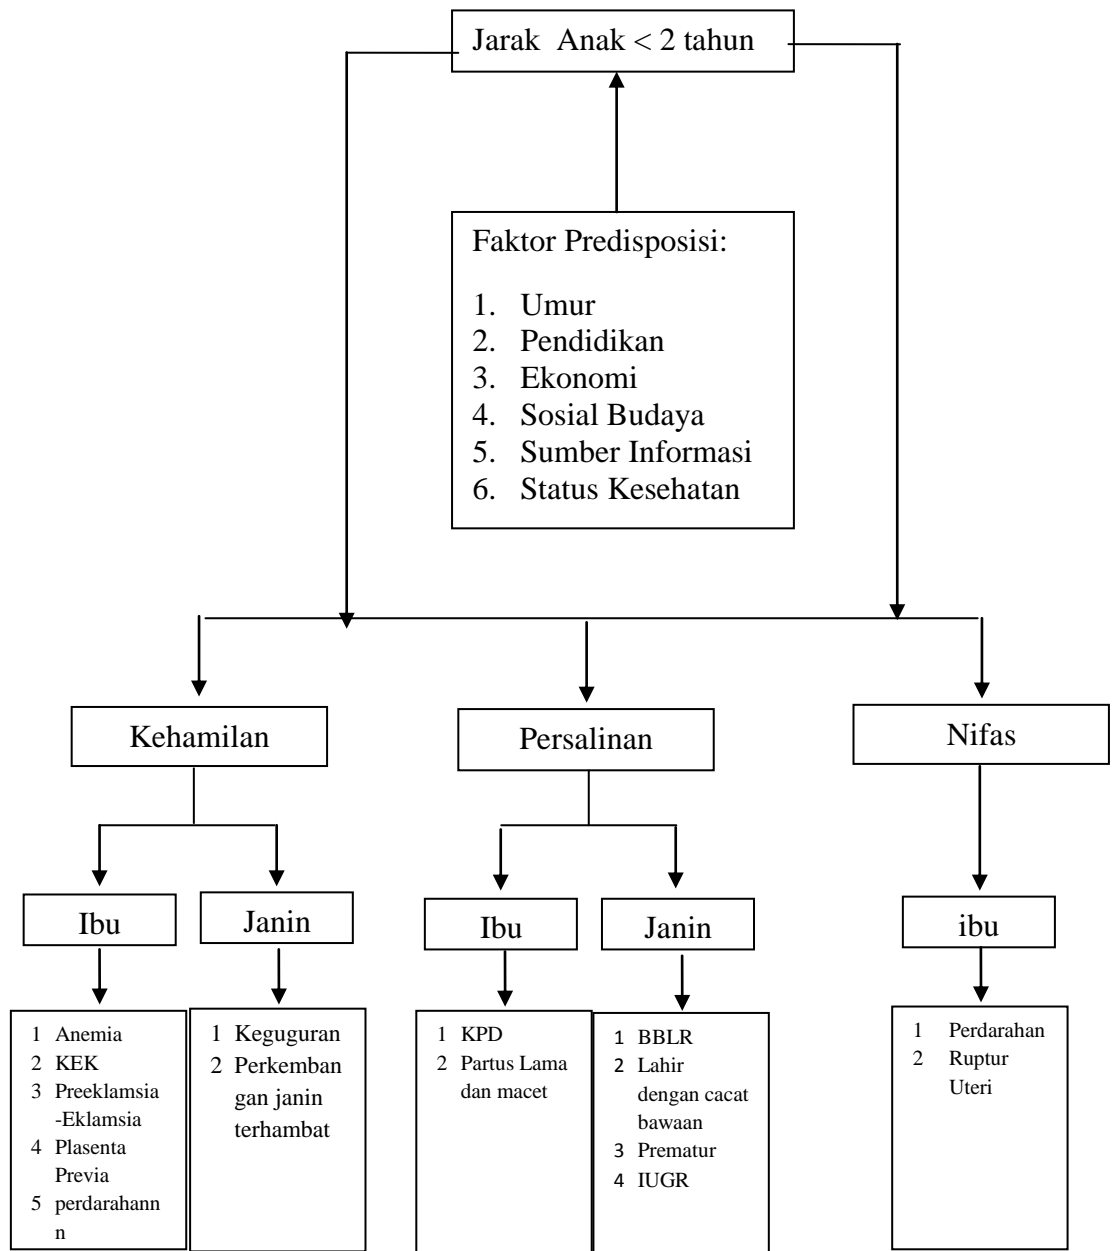 Jarak Anak < 2 tahun
Faktor Predisposisi:
1. Umur
2. Pendidikan
3. Ekonomi
4. Sosial Budaya
5. Sumber Informasi
6. Status Kesehatan
Kehamilan
Persalinan
Nifas
Ibu
Janin
Ibu
Janin
ibu
1 Anemia
2 KEK
3 Preeklamsia
-Eklamsia
4 Plasenta
Previa
5 perdarahann
n
1 Keguguran
2 Perkemban
gan janin
terhambat
1 KPD
2 Partus Lama
dan macet
1 BBLR
2 Lahir
dengan cacat
bawaan
3 Prematur
4 IUGR
1 Perdarahan
2 Ruptur
Uteri